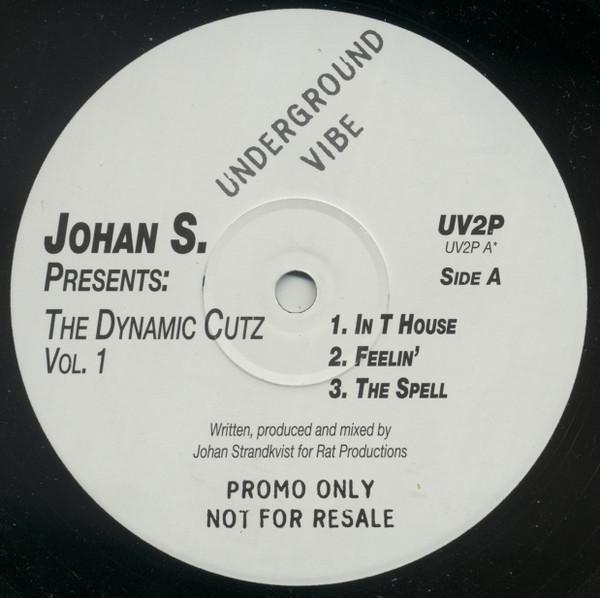 UNDERGROUND
VIBE
JOHAN S.
PRESENTS:
THE DYNAMIC CUTZ
VOL. 1
UV2P
UV2P A*
SIDE A
1. IN T HOUSE
2. FEELIN'
3. THE SPELL
Written, produced and mixed by
Johan Strandkvist for Rat Productions
PROMO ONLY
NOT FOR RESALE